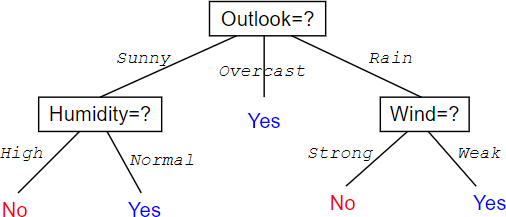 Outlook=?
Sunny
Overcast
Rain
Humidity=?
Yes
Wind=?
High
Normal
Strong
Weak
No
Yes
No
Yes